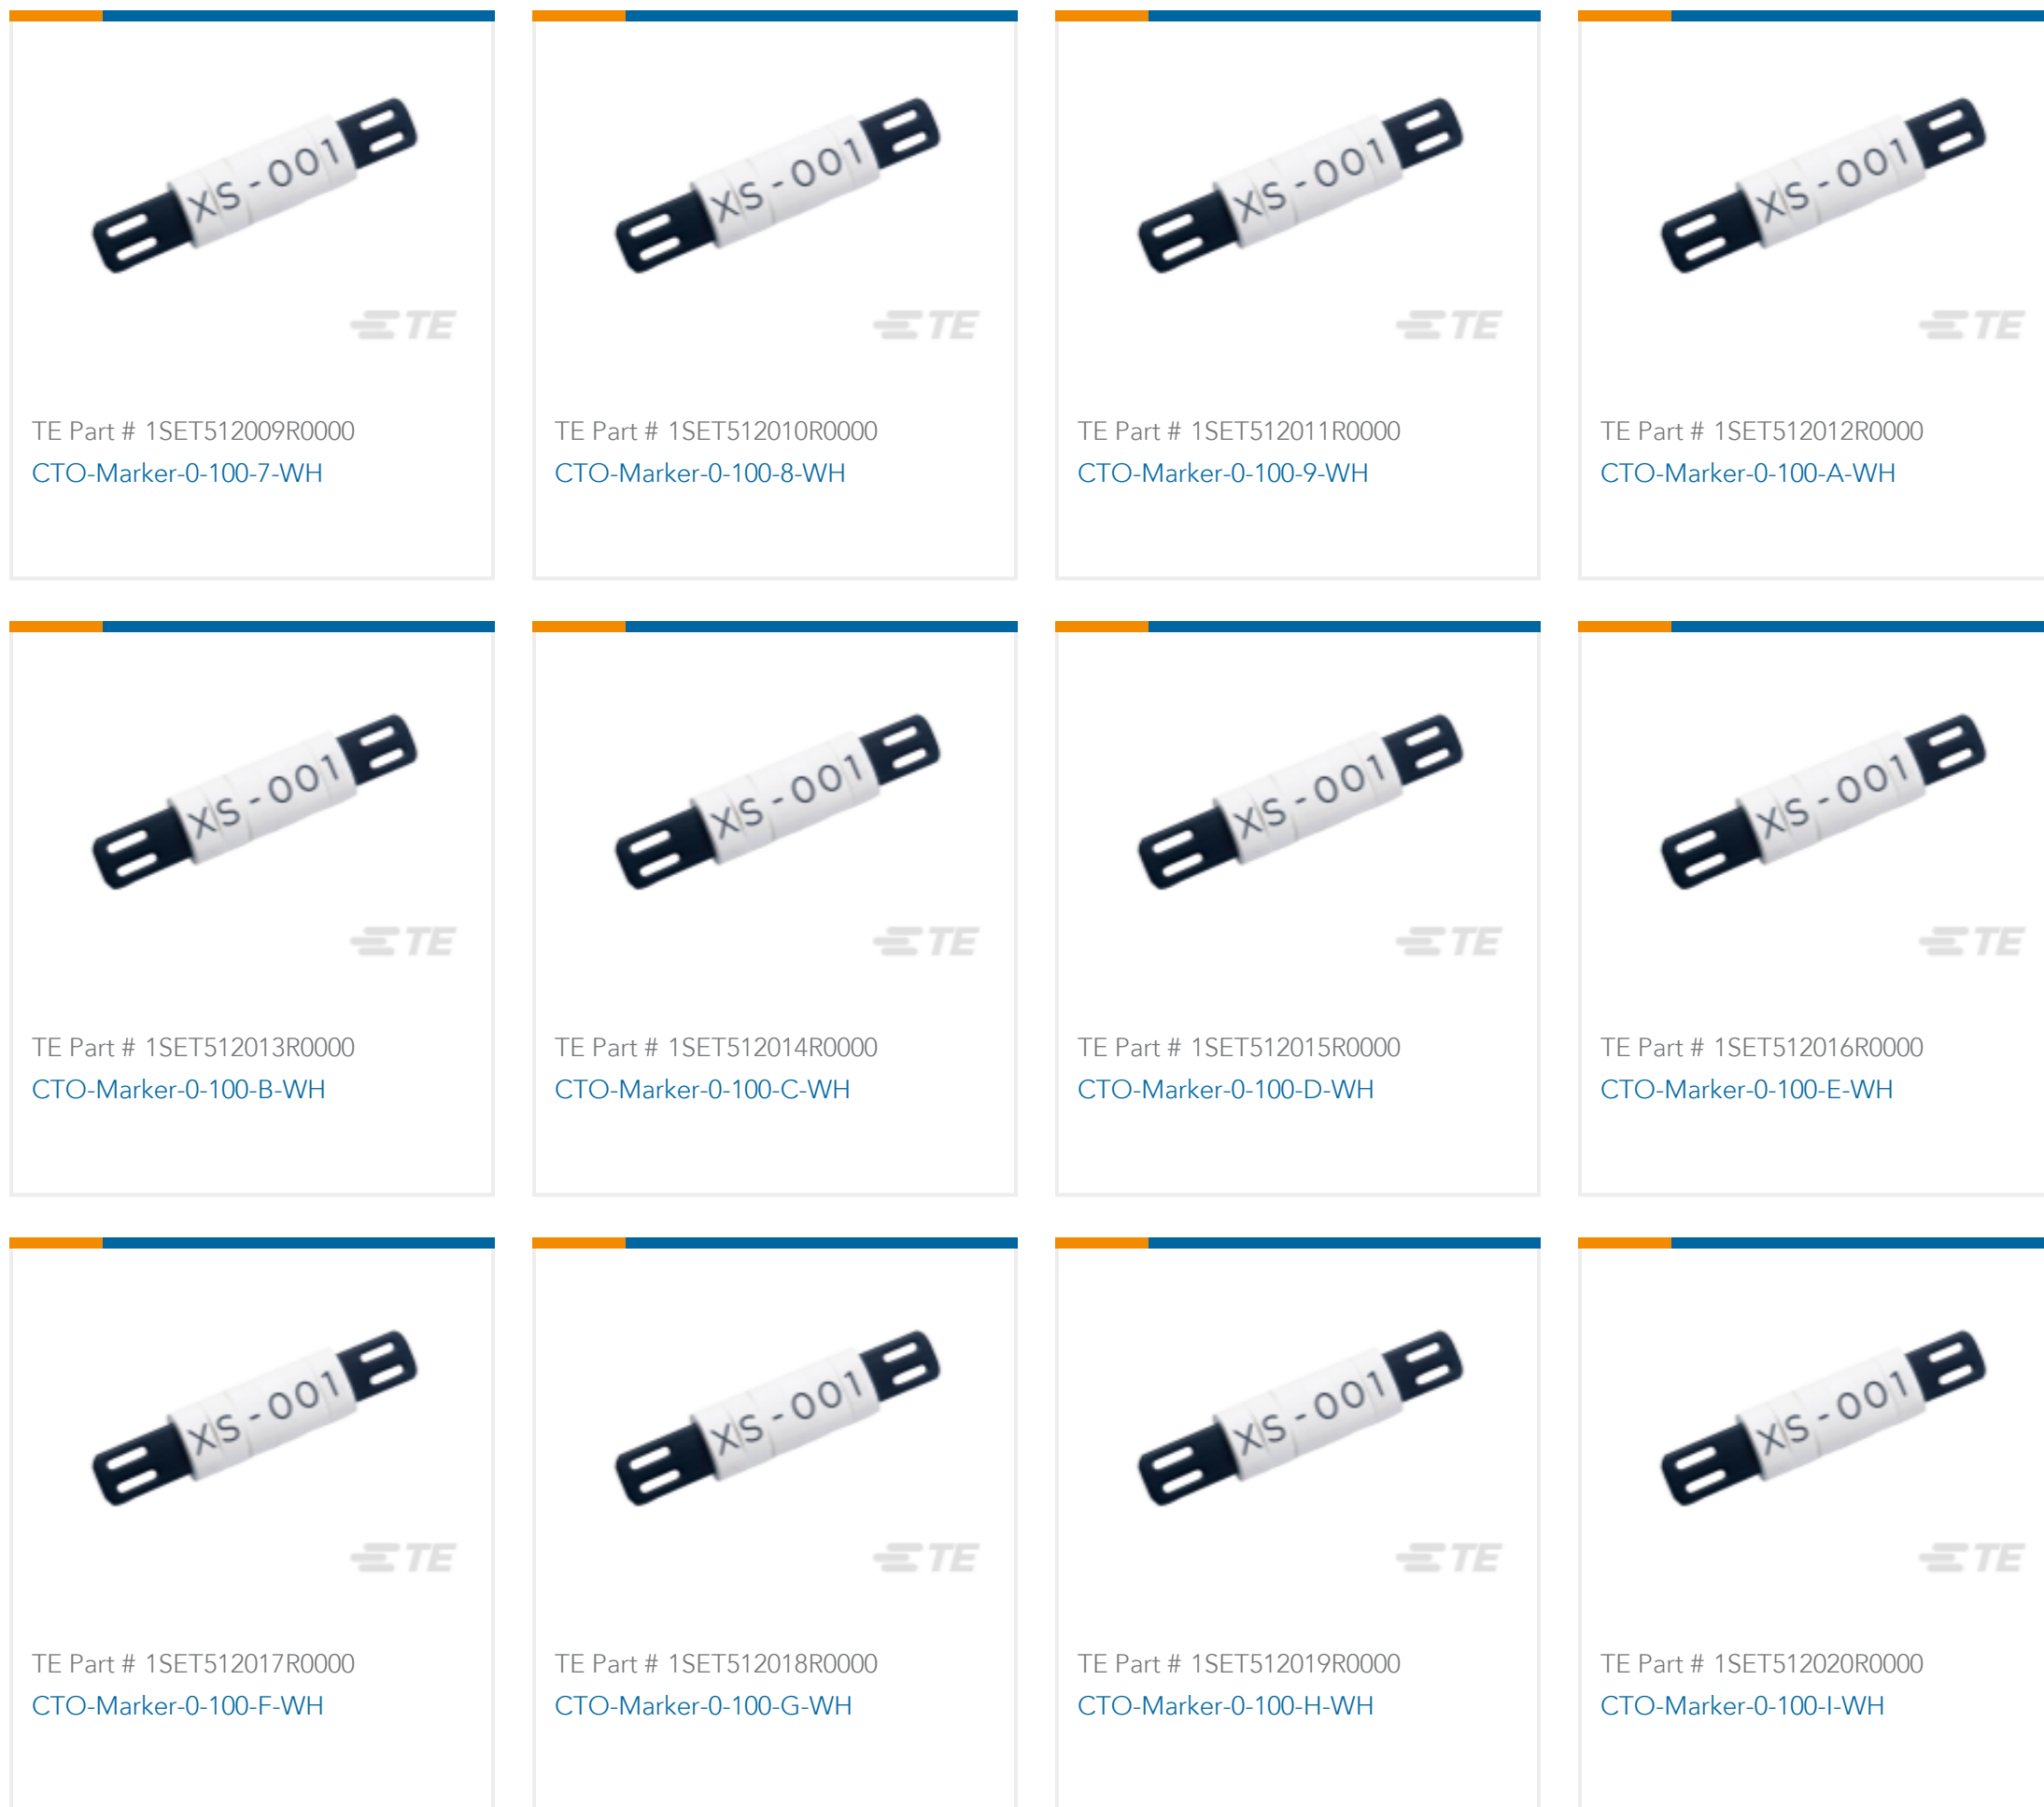 XS-001
XS-001
XS-001
XS-001
TE
TE
TE
TE
TE Part # 1SET512009R0000
CTO-Marker-0-100-7-WH
TE Part # 1SET512010R0000
CTO-Marker-0-100-8-WH
TE Part # 1SET512011R0000
CTO-Marker-0-100-9-WH
TE Part # 1SET512012R0000
CTO-Marker-0-100-A-WH
XS-001
XS-001
XS-001
XS-001
TE
TE
TE
TE
TE Part # 1SET512013R0000
CTO-Marker-0-100-B-WH
TE Part # 1SET512014R0000
CTO-Marker-0-100-C-WH
TE Part # 1SET512015R0000
CTO-Marker-0-100-D-WH
TE Part # 1SET512016R0000
CTO-Marker-0-100-E-WH
XS-001
XS-001
XS-001
XS-001
TE
TE
TE
TE
TE Part # 1SET512017R0000
CTO-Marker-0-100-F-WH
TE Part # 1SET512018R0000
CTO-Marker-0-100-G-WH
TE Part # 1SET512019R0000
CTO-Marker-0-100-H-WH
TE Part # 1SET512020R0000
CTO-Marker-0-100-I-WH